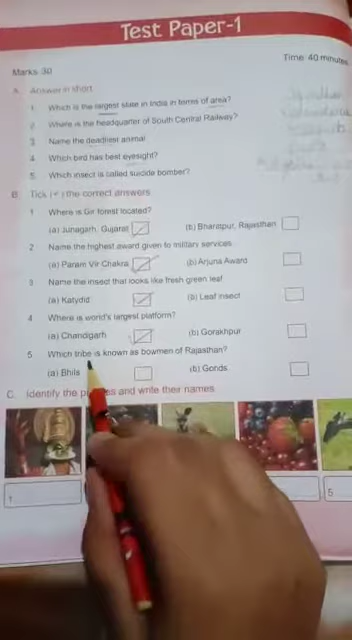 Test Paper-1
Marks: 30
Time: 40 minutes
A. Answer in short
1. Which is the largest state in India in terms of area?
2. Where is the headquarter of South Central Railway?
3. Name the deadliest animal
4. Which bird has best eyesight?
5. Which insect is called suicide bomber?
B. Tick (✓) the correct answers
1 Where is Gir forest located?
(a) Junagarh, Gujarat (b) Bharatpur, Rajasthan
2 Name the highest award given to military services
(a) Param Vir Chakra (b) Arjuna Award
3 Name the insect that looks like fresh green leaf
(a) Katydid (b) Leaf insect
4 Where is world's largest platform?
(a) Chandigarh (b) Gorakhpur
5 Which tribe is known as bowmen of Rajasthan?
(a) Bhils (b) Gonds
C. Identify the and write their names
1
5